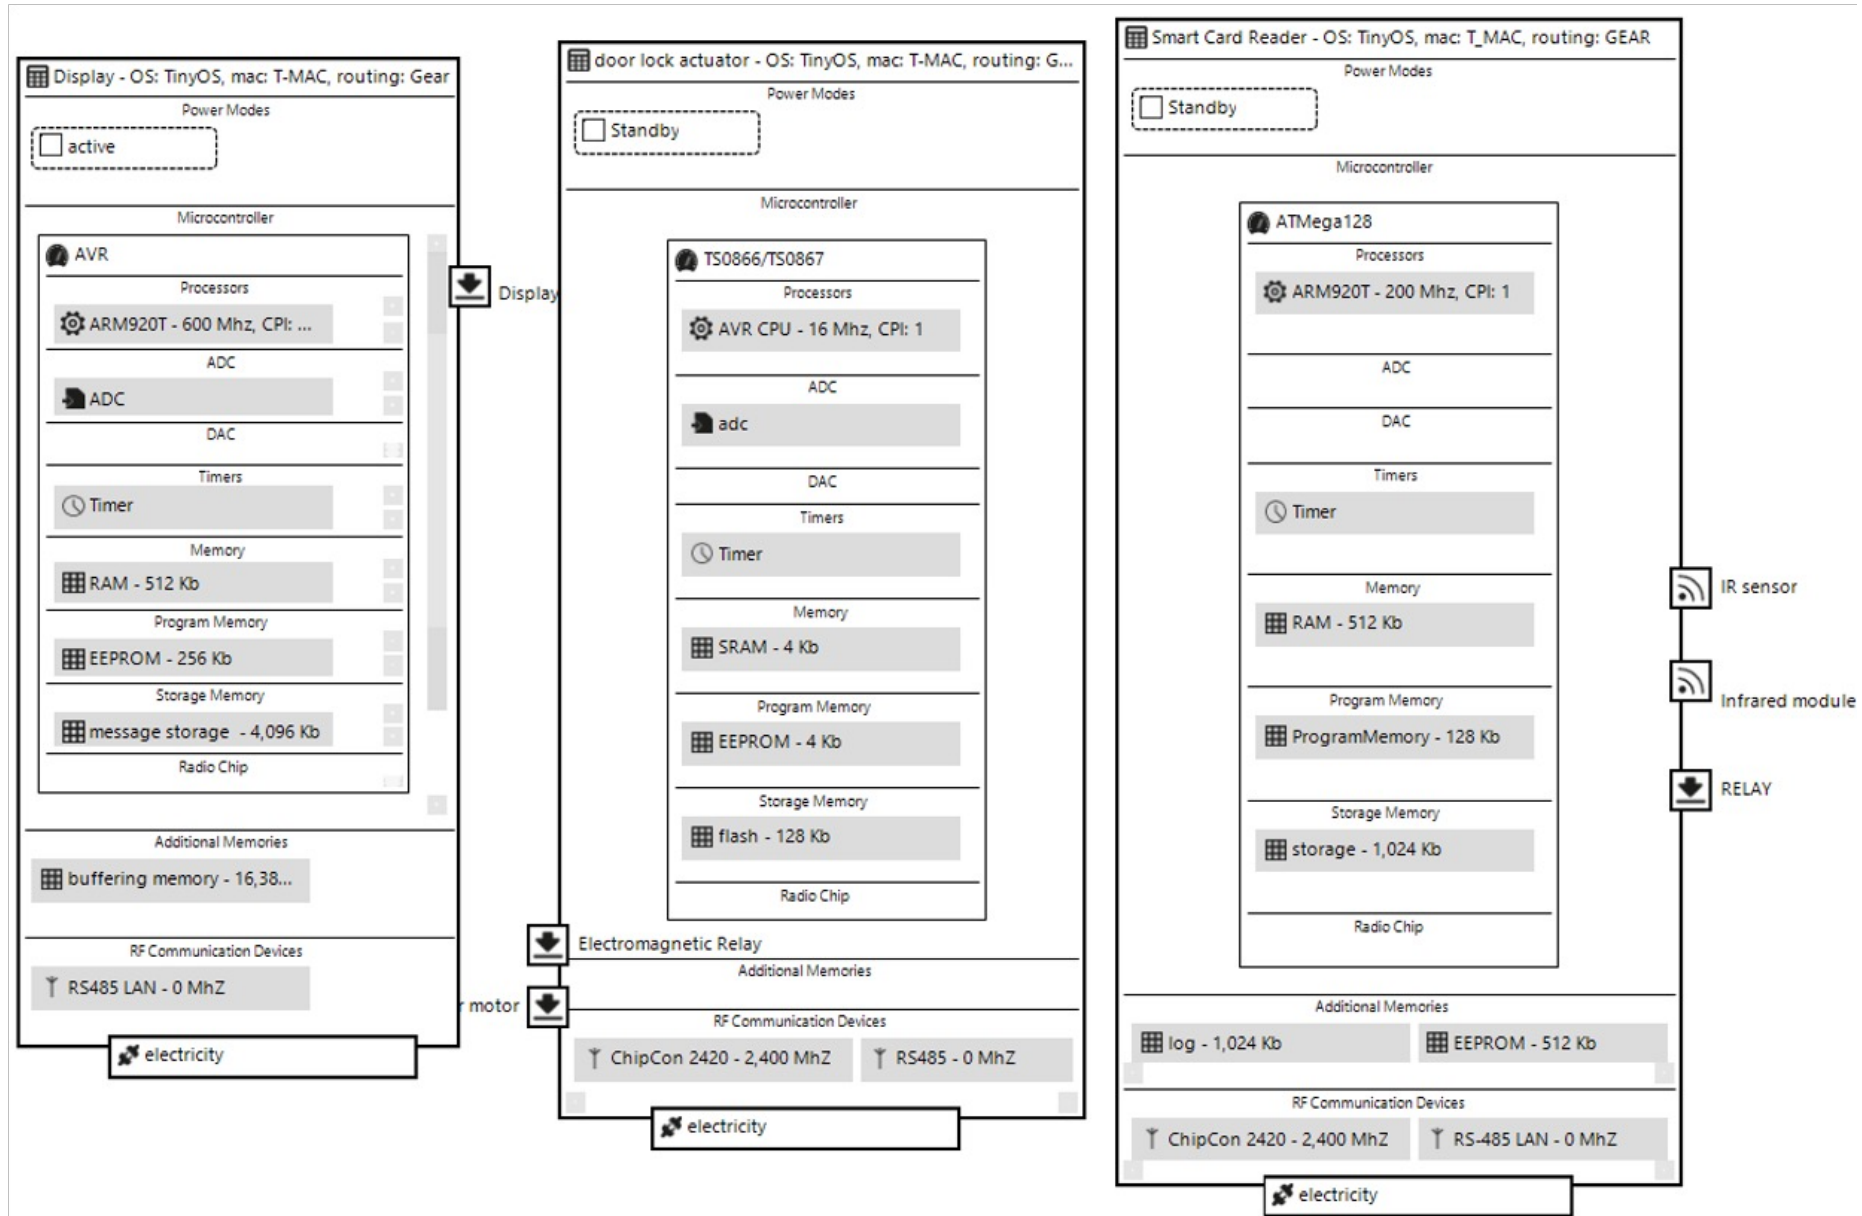 Display - OS: TinyOS, mac: T-MAC, routing: Gear
Power Modes
active
Microcontroller
AVR
Processors
ARM920T - 600 Mhz, CPI: ...
ADC
ADC
DAC
Timers
Timer
Memory
RAM - 512 Kb
Program Memory
EEPROM - 256 Kb
Storage Memory
message storage - 4,096 Kb
Radio Chip
Additional Memories
buffering memory - 16,38...
RF Communication Devices
RS485 LAN - 0 MhZ
electricity
Display
door lock actuator - OS: TinyOS, mac: T-MAC, routing: G...
Power Modes
Standby
Microcontroller
TS0866/TS0867
Processors
AVR CPU - 16 Mhz, CPI: 1
ADC
adc
DAC
Timers
Timer
Memory
SRAM - 4 Kb
Program Memory
EEPROM - 4 Kb
Storage Memory
flash - 128 Kb
Radio Chip
Electromagnetic Relay
Additional Memories
r motor
RF Communication Devices
ChipCon 2420 - 2,400 MhZ
RS485 - 0 MhZ
electricity
Smart Card Reader - OS: TinyOS, mac: T_MAC, routing: GEAR
Power Modes
Standby
Microcontroller
ATMega128
Processors
ARM920T - 200 Mhz, CPI: 1
ADC
DAC
Timers
Timer
Memory
RAM - 512 Kb
Program Memory
ProgramMemory - 128 Kb
Storage Memory
storage - 1,024 Kb
Radio Chip
Additional Memories
log - 1,024 Kb
EEPROM - 512 Kb
RF Communication Devices
ChipCon 2420 - 2,400 MhZ
RS-485 LAN - 0 MhZ
electricity
IR sensor
Infrared module
RELAY